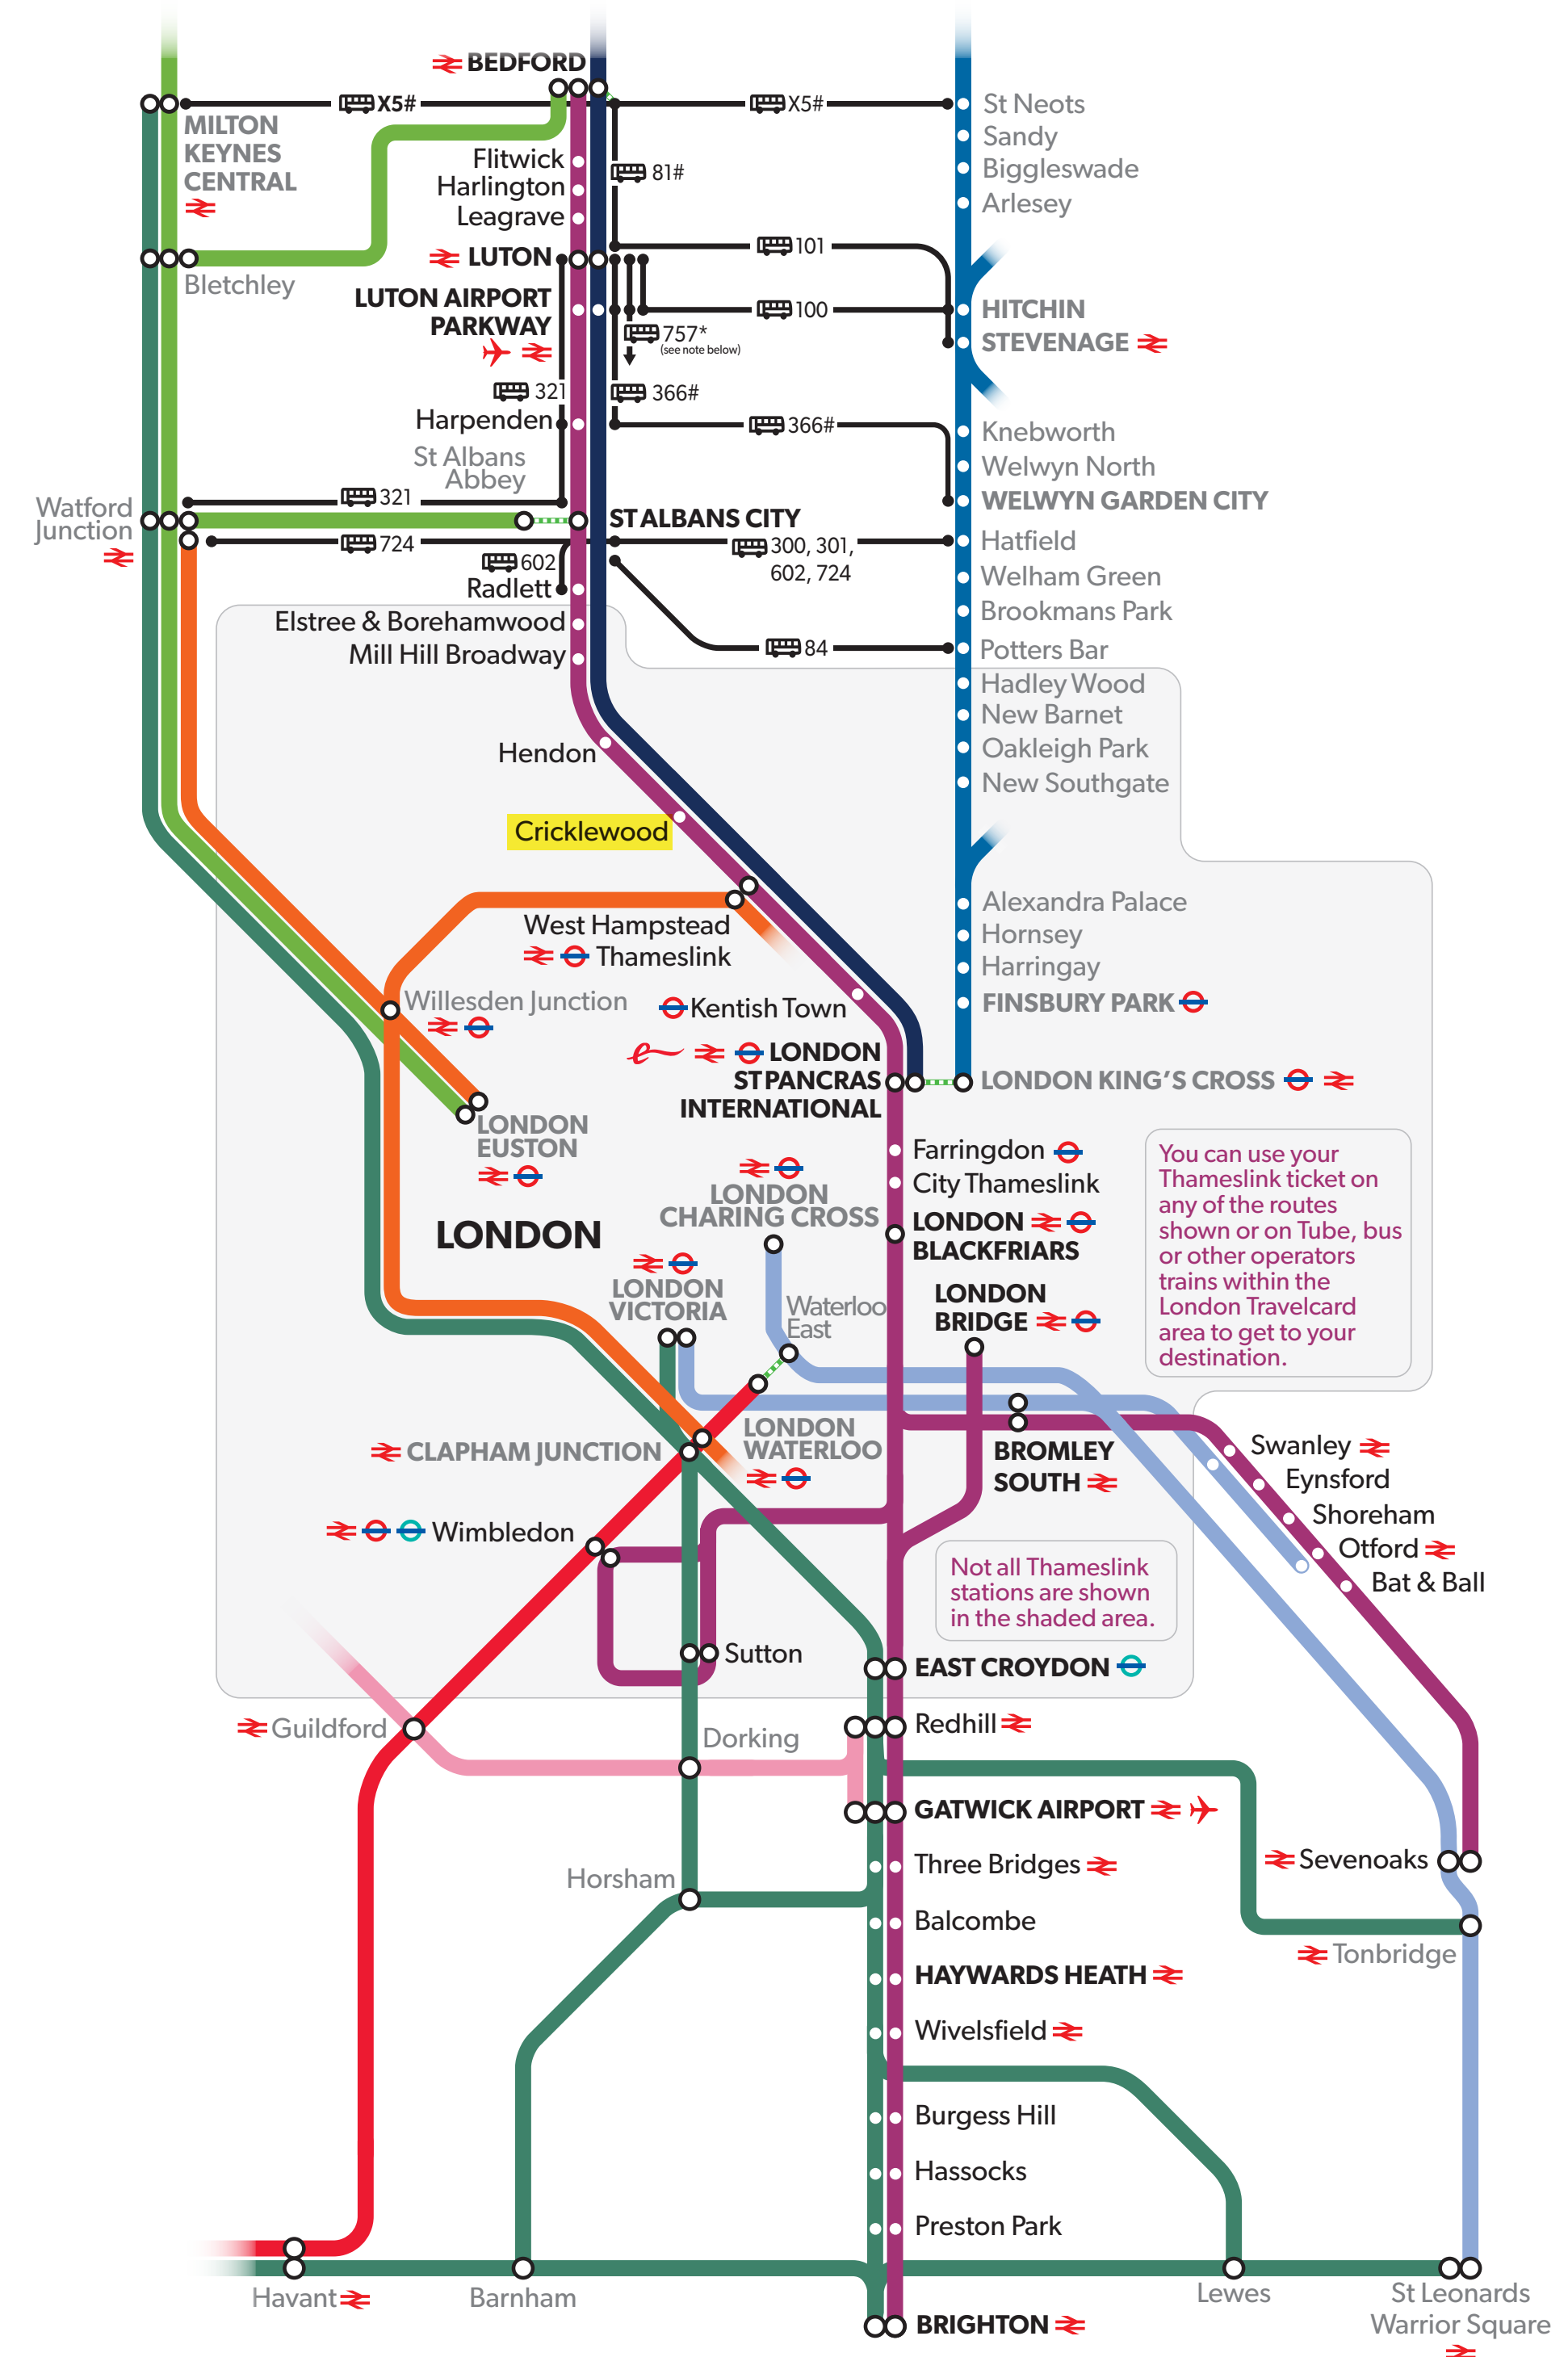 BEDFORD
X5#
X5#
St Neots
MILTON
KEYNES
CENTRAL
Sandy
Flitwick
Biggleswade
81#
Harlington
Arlesey
Leagrave
101
LUTON
Bletchley
LUTON AIRPORT
PARKWAY
100
HITCHIN
757*
(see note below)
STEVENAGE
321
366#
Harpenden
366#
Knebworth
St Albans
Abbey
Welwyn North
321
WELWYN GARDEN CITY
Watford
Junction
ST ALBANS CITY
724
300, 301,
602, 724
Hatfield
602
Welham Green
Radlett
Brookmans Park
Elstree & Borehamwood
84
Potters Bar
Mill Hill Broadway
Hadley Wood
New Barnet
Hendon
Oakleigh Park
New Southgate
Cricklewood
Alexandra Palace
West Hampstead
Thameslink
Hornsey
Harringay
Willesden Junction
Kentish Town
FINSBURY PARK
LONDON
ST PANCRAS
INTERNATIONAL
LONDON KING'S CROSS
LONDON
EUSTON
Farringdon
City Thameslink
You can use your
Thameslink ticket on
any of the routes
shown or on Tube, bus
or other operators
trains within the
London Travelcard
area to get to your
destination.
LONDON
CHARING CROSS
LONDON
LONDON
BLACKFRIARS
LONDON
VICTORIA
Waterloo
East
LONDON
BRIDGE
CLAPHAM JUNCTION
LONDON
WATERLOO
BROMLEY
SOUTH
Swanley
Eynsford
Shoreham
Otford
Bat & Ball
Wimbledon
Not all Thameslink
stations are shown
in the shaded area.
Sutton
EAST CROYDON
Guildford
Dorking
Redhill
GATWICK AIRPORT
Three Bridges
Sevenoaks
Horsham
Balcombe
Tonbridge
HAYWARDS HEATH
Wivelsfield
Burgess Hill
Hassocks
Preston Park
Havant
Barnham
Lewes
St Leonards
Warrior Square
BRIGHTON